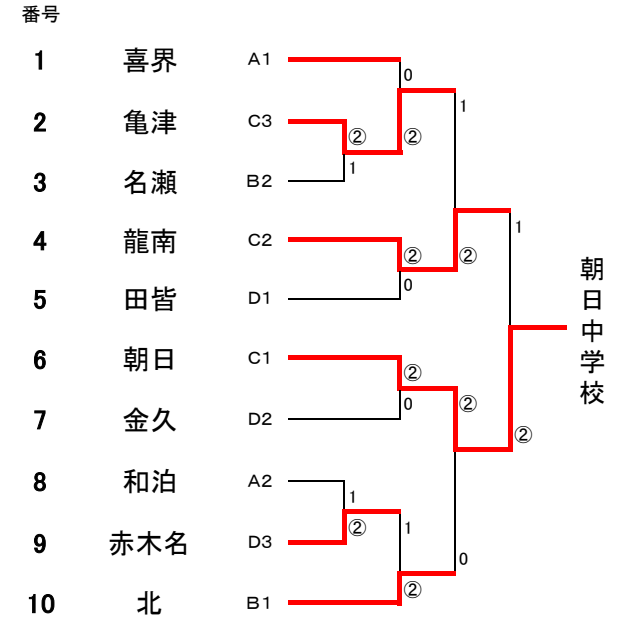 番号
1 喜界 A1
0
1
2 亀津 C3
② ②
1
3 名瀬 B2
1
4 龍南 C2
② ②
0
5 田皆 D1
朝日中学校
6 朝日 C1
② ②
0
②
7 金久 D2
8 和泊 A2
1
② 1
9 赤木名 D3
0
②
10 北 B1